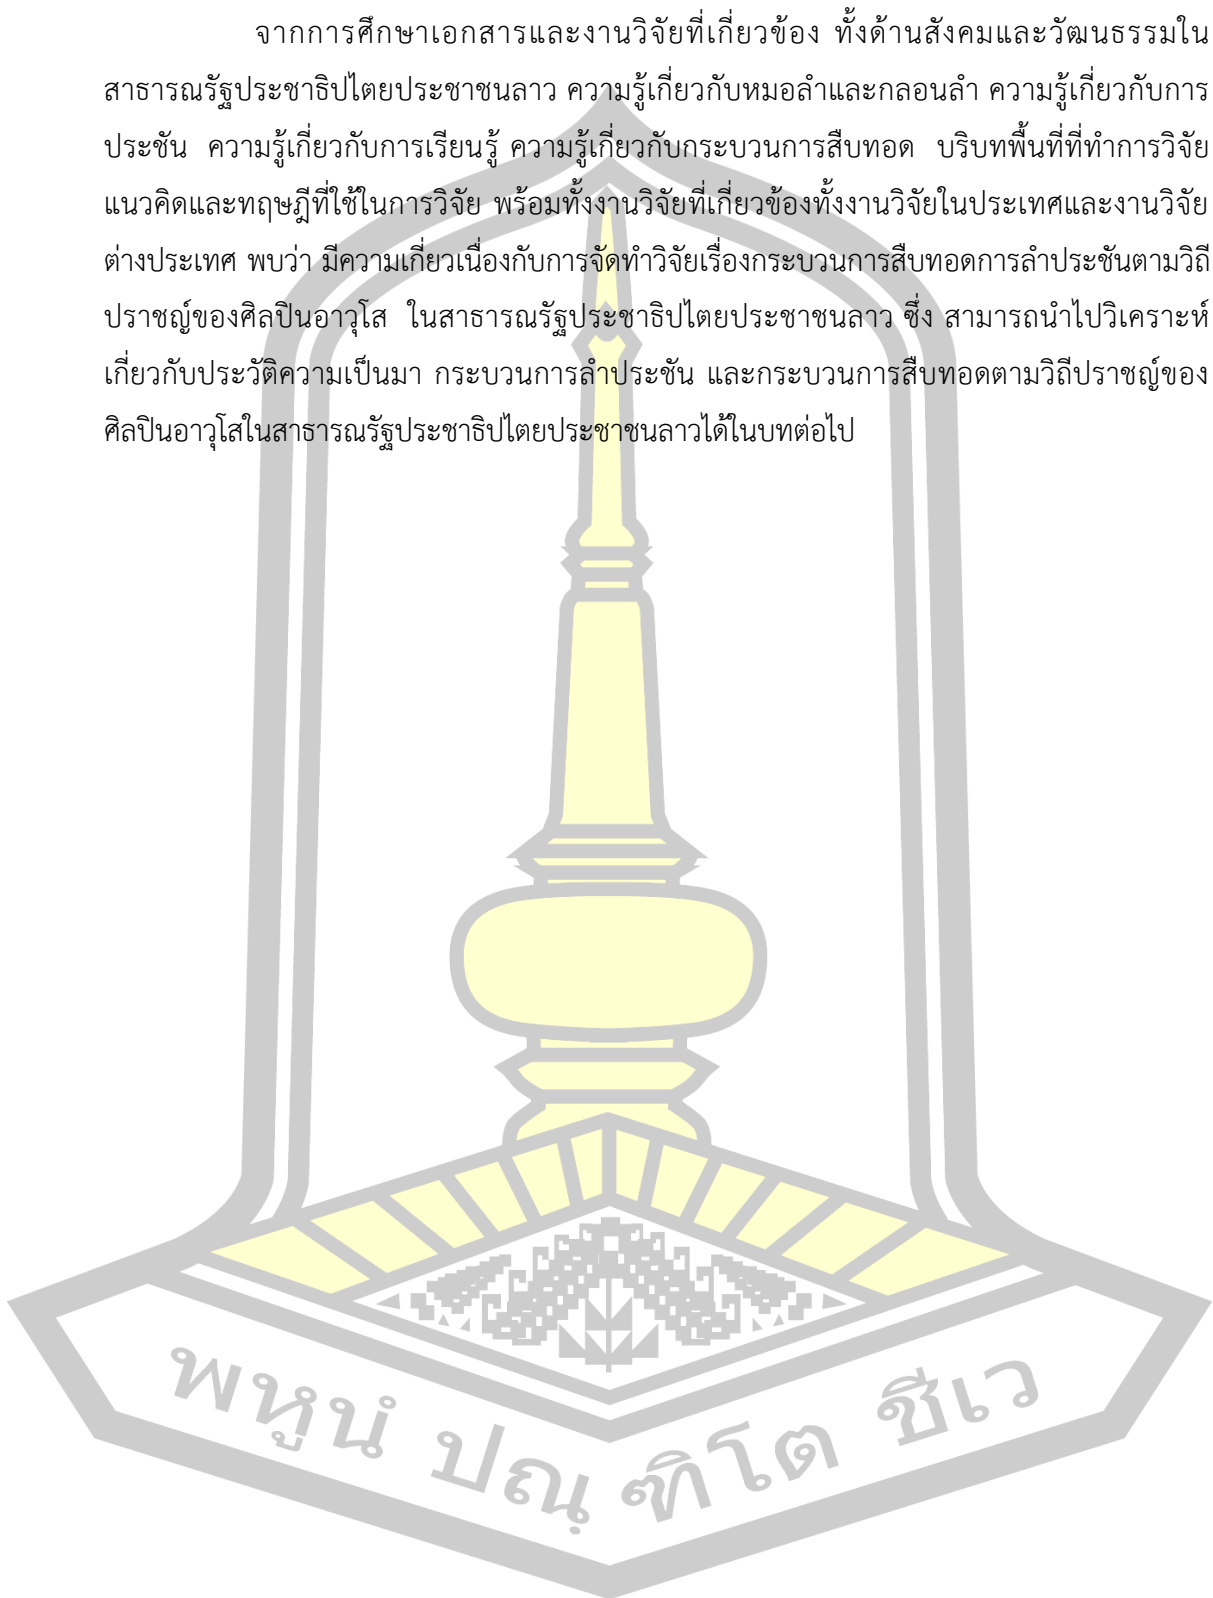 จากการศึกษาเอกสารและงานวิจัยที่เกี่ยวข้อง ทั้งด้านสังคมและวัฒนธรรมใน
สาธารณรัฐประชาธิปไตยประชาชนลาว ความรู้เกี่ยวกับหมอลำและกลอนลำ ความรู้เกี่ยวกับการ
ประชัน ความรู้เกี่ยวกับการเรียนรู้ ความรู้เกี่ยวกับกระบวนการสืบทอด บริบทพื้นที่ที่ทำการวิจัย
แนวคิดและทฤษฎีที่ใช้ในการวิจัย พร้อมทั้งงานวิจัยที่เกี่ยวข้องทั้งงานวิจัยในประเทศและงานวิจัย
ต่างประเทศ พบว่า มีความเกี่ยวเนื่องกับการจัดทำวิจัยเรื่องกระบวนการสืบทอดการลำประชันตามวิถี
ปราชญ์ของศิลปินอาวุโส ในสาธารณรัฐประชาธิปไตยประชาชนลาว ซึ่ง สามารถนำไปวิเคราะห์
เกี่ยวกับประวัติความเป็นมา กระบวนการลำประชัน และกระบวนการสืบทอดตามวิถีปราชญ์ของ
ศิลปินอาวุโสในสาธารณรัฐประชาธิปไตยประชาชนลาวได้ในบทต่อไป
พหูนํ ปณฺ ฑิโต ชีเว